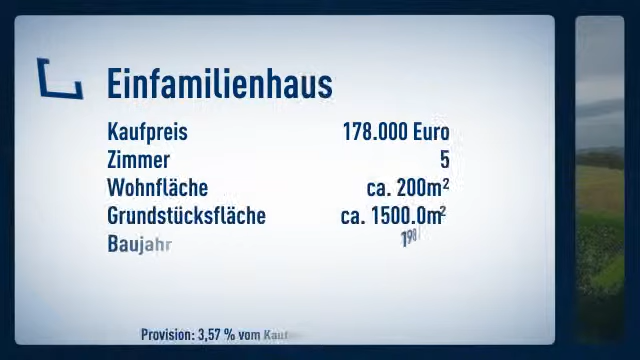 Einfamilienhaus
Kaufpreis 178.000 Euro
Zimmer 5
Wohnfläche ca. 200m²
Grundstücksfläche ca. 1500.0m²
Baujahr
Provision: 3,57 % vom